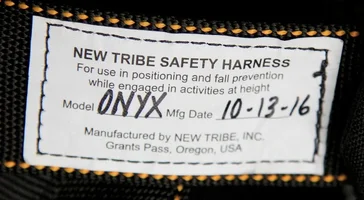 NEW TRIBE SAFETY HARNESS
For use in positioning and fall prevention
while engaged in activities at height
Model ONYX Mfg Date 10-13-16
Manufactured by NEW TRIBE, INC.
Grants Pass, Oregon, USA